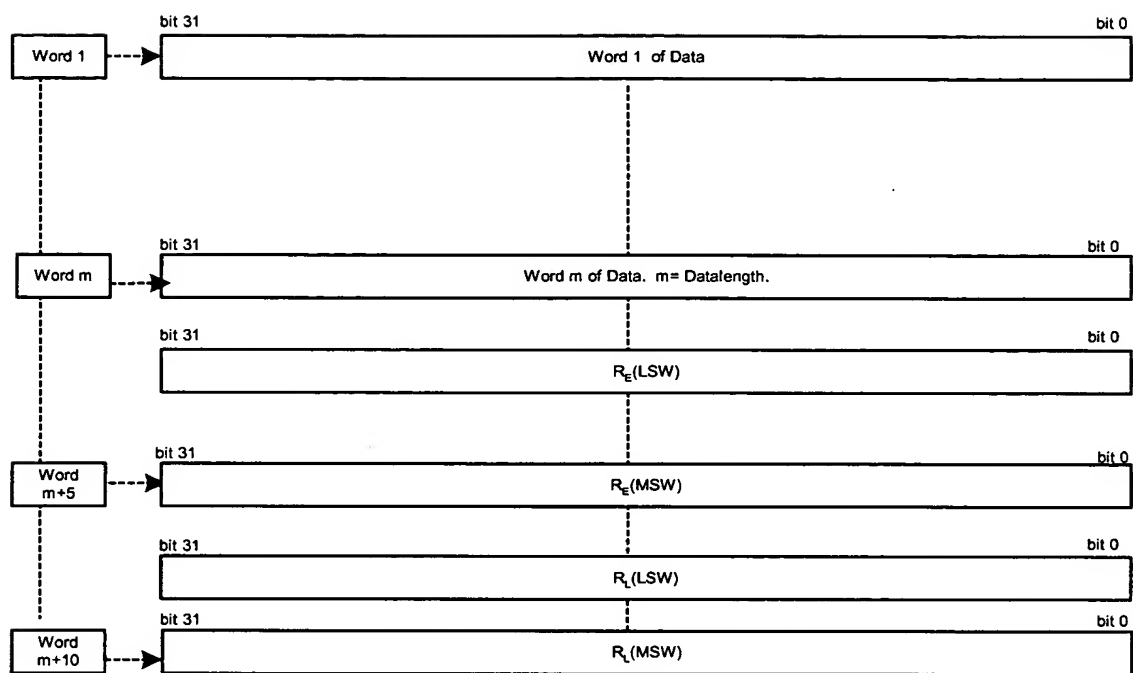 bit 31 bit 0
Word 1 Word 1 of Data
bit 31 bit 0
Word m Word m of Data. m= Datalength.
bit 31 bit 0
R_E(LSW)
bit 31 bit 0
Word
m+5 R_E(MSW)
bit 31 bit 0
R_L(LSW)
bit 31 bit 0
Word
m+10 R_L(MSW)